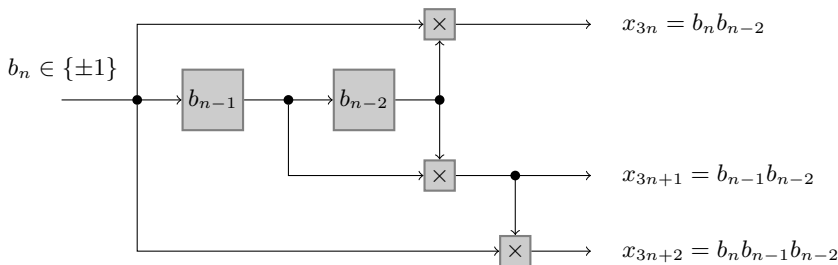 × x_{3n} = b_n b_{n-2}
b_n ∈ {±1}
b_{n-1} b_{n-2}
× x_{3n+1} = b_{n-1} b_{n-2}
× x_{3n+2} = b_n b_{n-1} b_{n-2}